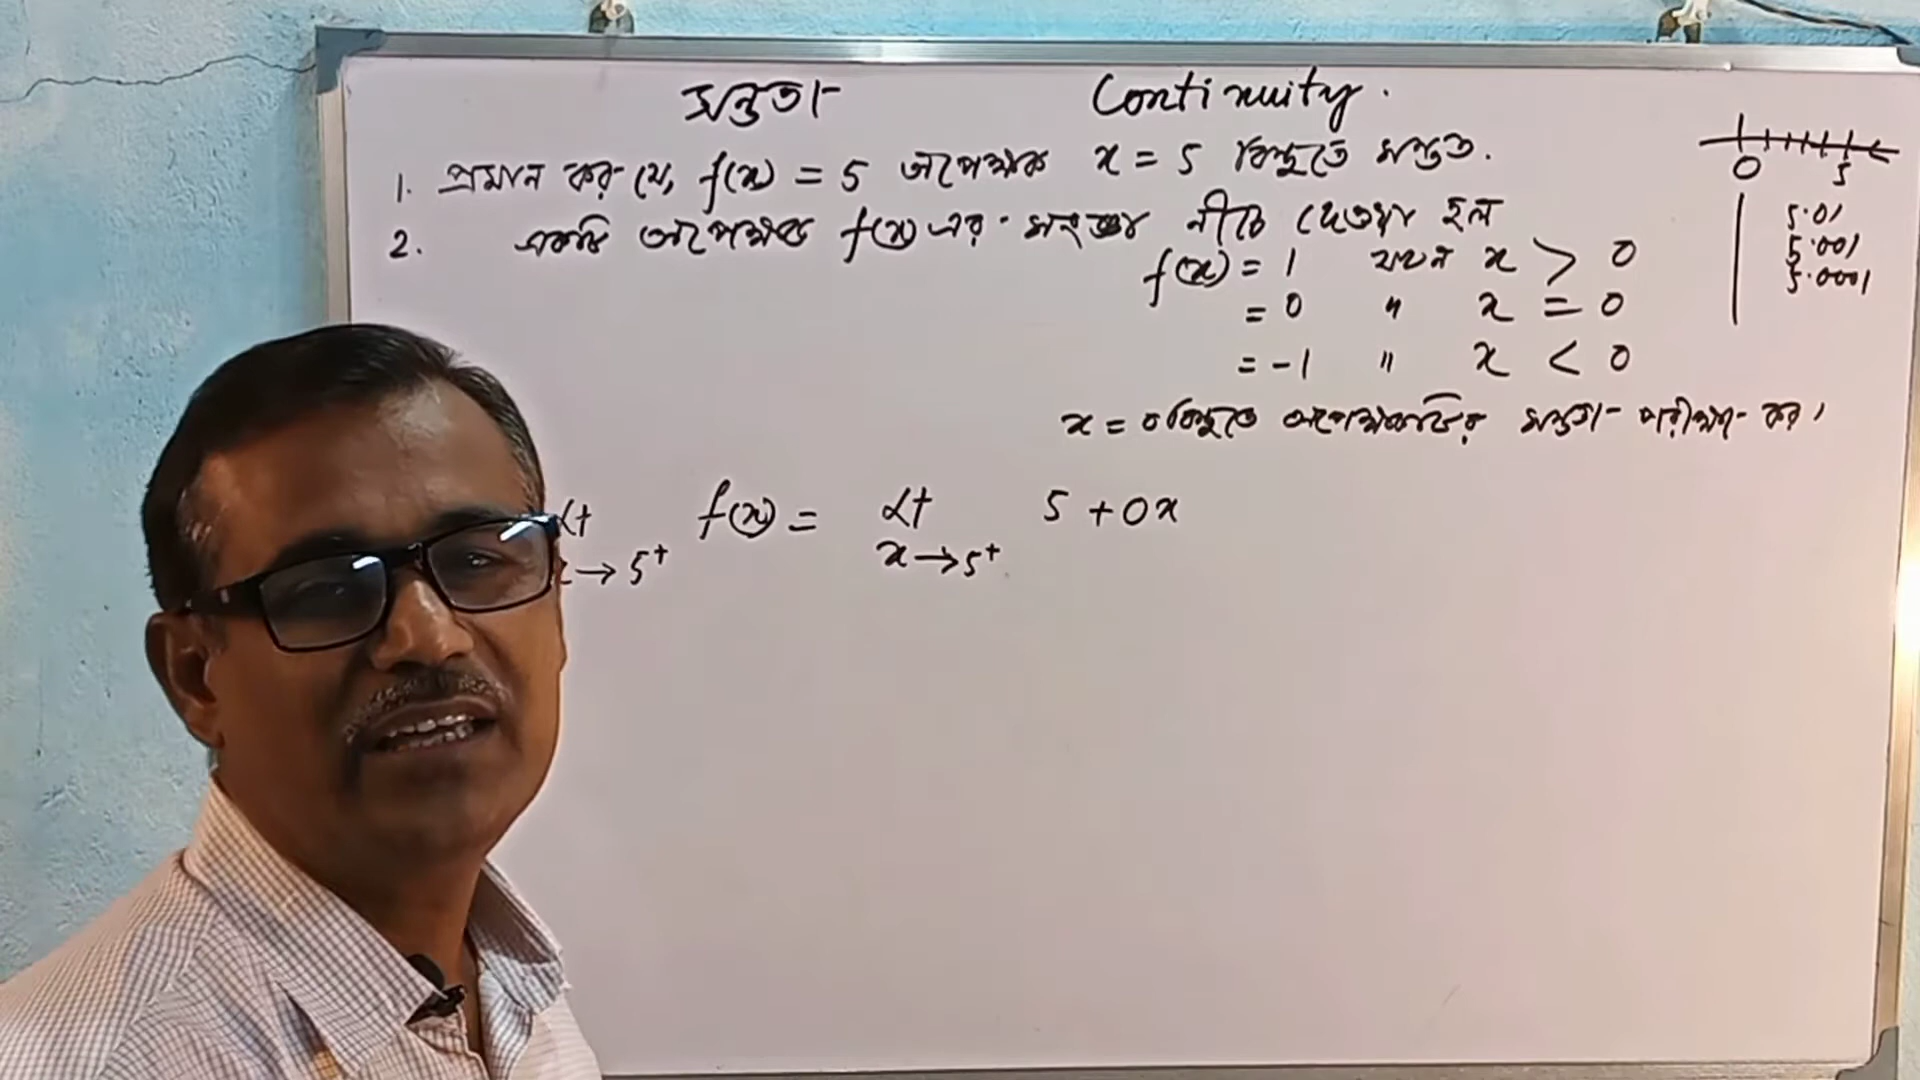 সন্ততা Continuity.
1. প্রমান কর যে, f(x) = 5 অপেক্ষক x = 5 বিন্দুতে সন্তত.
2. একটি অপেক্ষক f(x) এর সংজ্ঞা নীচে দেওয়া হল
f(x) = 1 যখন x > 0
= 0 " x = 0
= -1 " x < 0
x = 0 বিন্দুতে অপেক্ষকটির সন্ততা পরীক্ষা কর।
0 5
5.01
5.001
5.0001
Lt f(x) = Lt 5 + 0x
x → 5⁺ x → 5⁺